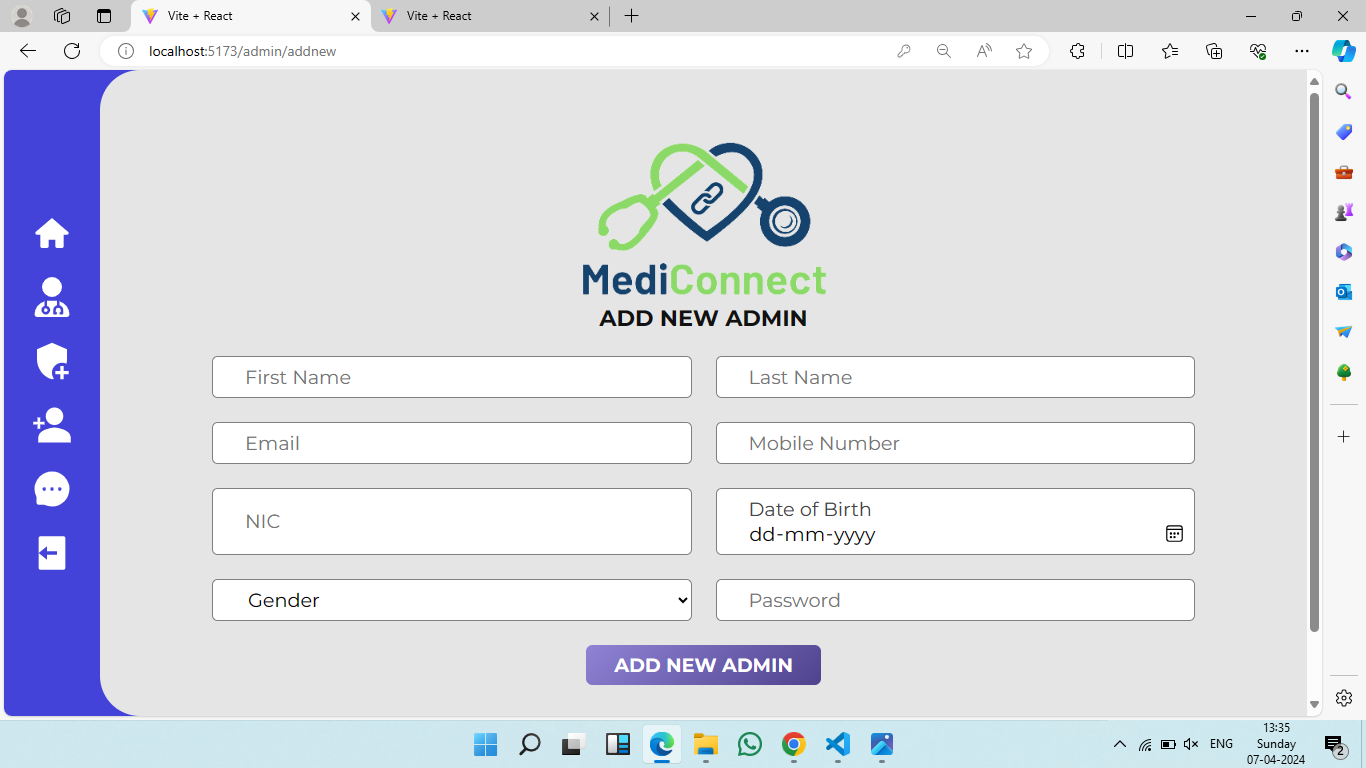 Vite + React
Vite + React
localhost:5173/admin/addnew
MediConnect
ADD NEW ADMIN
First Name
Last Name
Email
Mobile Number
NIC
Date of Birth
dd-mm-yyyy
Gender
Password
ADD NEW ADMIN
ENG
13:35
Sunday
07-04-2024
2